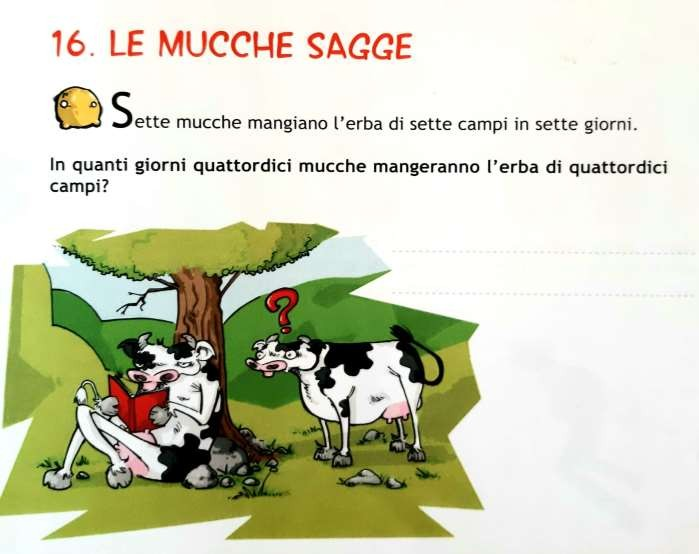 16. LE MUCCHE SAGGE
Sette mucche mangiano l'erba di sette campi in sette giorni.
In quanti giorni quattordici mucche mangeranno l'erba di quattordici
campi?
?